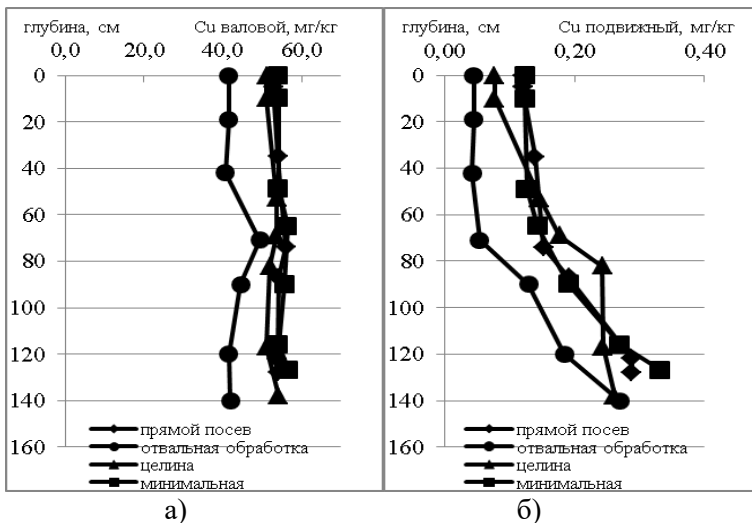 глубина, см Cu валовой, мг/кг
0,0 20,0 40,0 60,0
0
20
40
60
80
100
120
140
160
прямой посев
отвальная обработка
целина
минимальная
а)
глубина, см Cu подвижный, мг/кг
0,00 0,20 0,40
0
20
40
60
80
100
120
140
160
прямой посев
отвальная обработка
целина
минимальная
б)